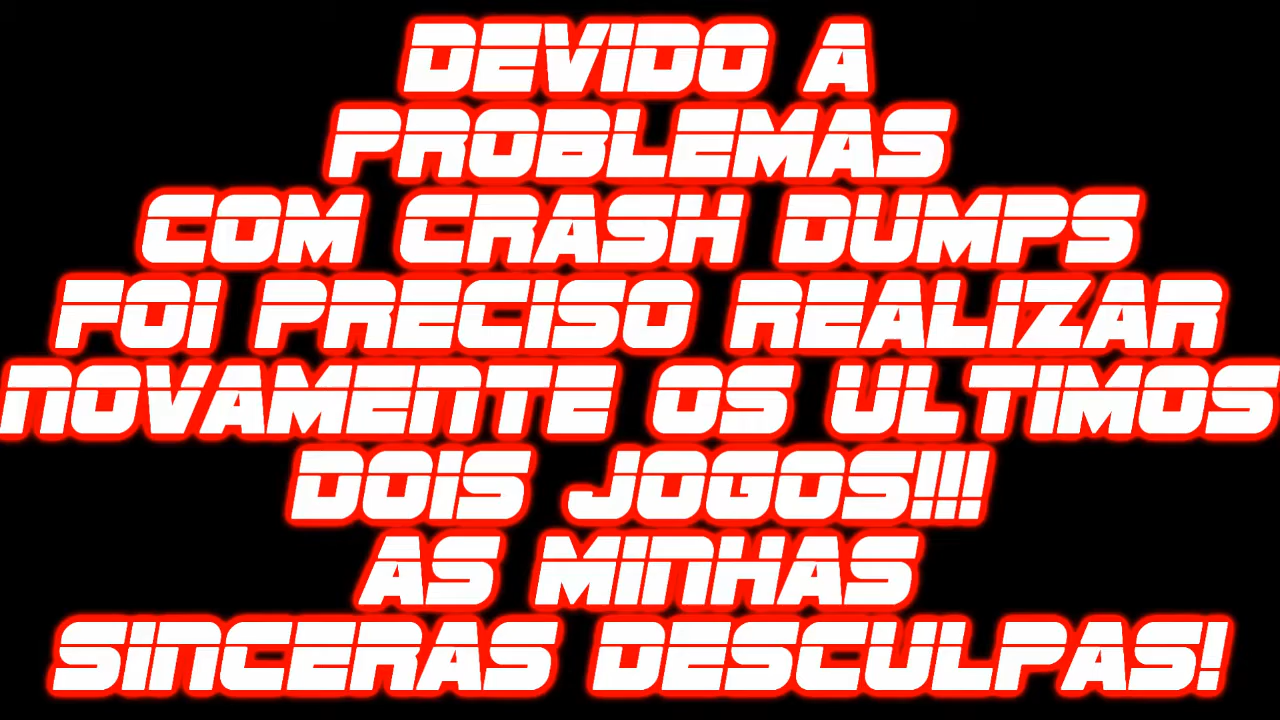 DEVIDO A
PROBLEMAS
COM CRASH DUMPS
FOI PRECISO REALIZAR
NOVAMENTE OS ULTIMOS
DOIS JOGOS!!!
AS MINHAS
SINCERAS DESCULPAS!